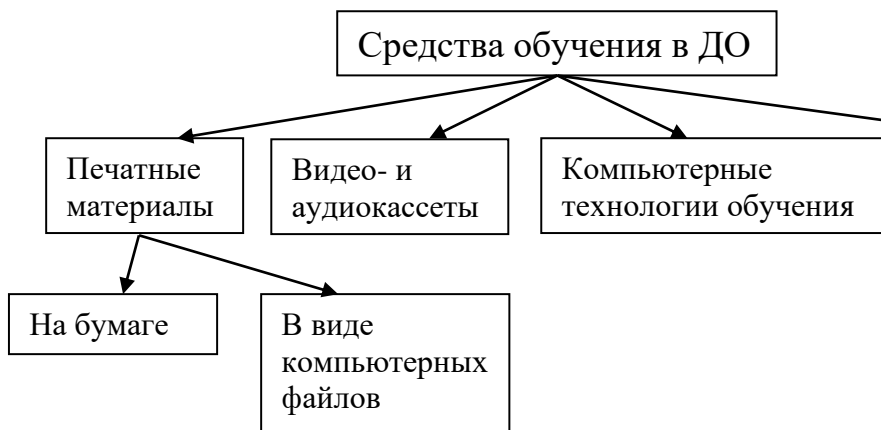 Средства обучения в ДО
Печатные
материалы
Видео- и
аудиокассеты
Компьютерные
технологии обучения
На бумаге
В виде
компьютерных
файлов